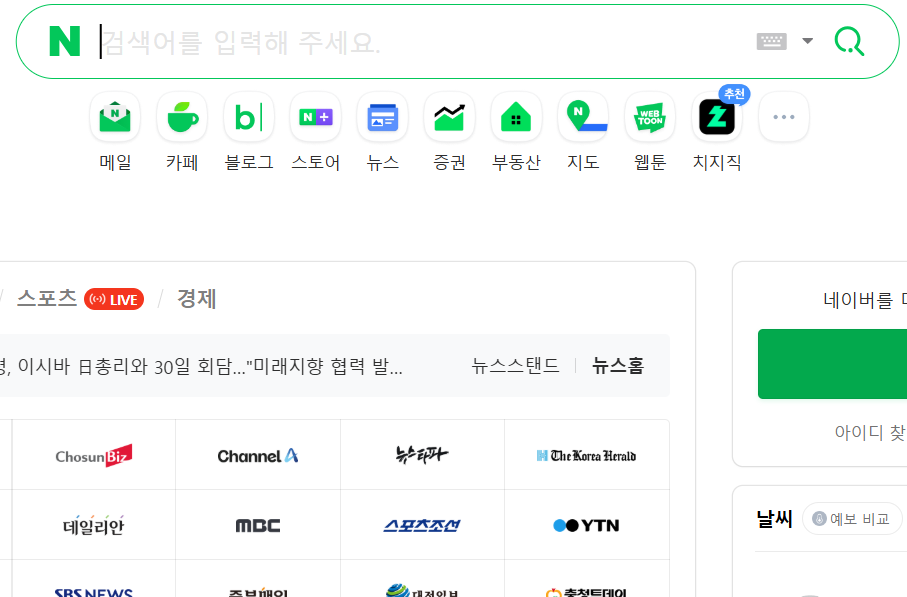 N 검색어를 입력해 주세요.
추천
메일 카페 블로그 스토어 뉴스 증권 부동산 지도 웹툰 치지직
스포츠 LIVE / 경제
네이버를
, 이시바 日총리와 30일 회담..."미래지향 협력 발...
뉴스스탠드 뉴스홈
아이디 찾
ChosunBiz Channel A 뉴스타파 The Korea Herald
데일리안 MBC 스포츠조선 YTN
날씨 예보 비교
SBS NEWS 중부매일 대전일보 충청투데이